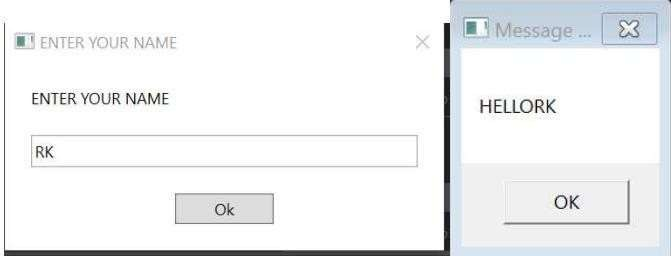 ENTER YOUR NAME
ENTER YOUR NAME
RK
Ok
Message ...
HELLORK
OK